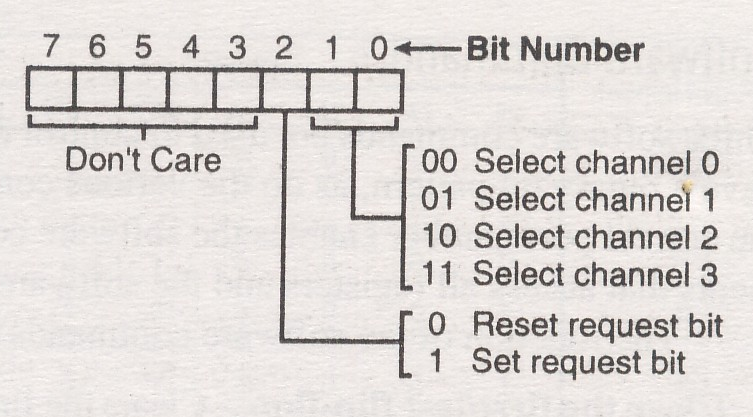 7 6 5 4 3 2 1 0 Bit Number
Don't Care
00 Select channel 0
01 Select channel 1
10 Select channel 2
11 Select channel 3
0 Reset request bit
1 Set request bit